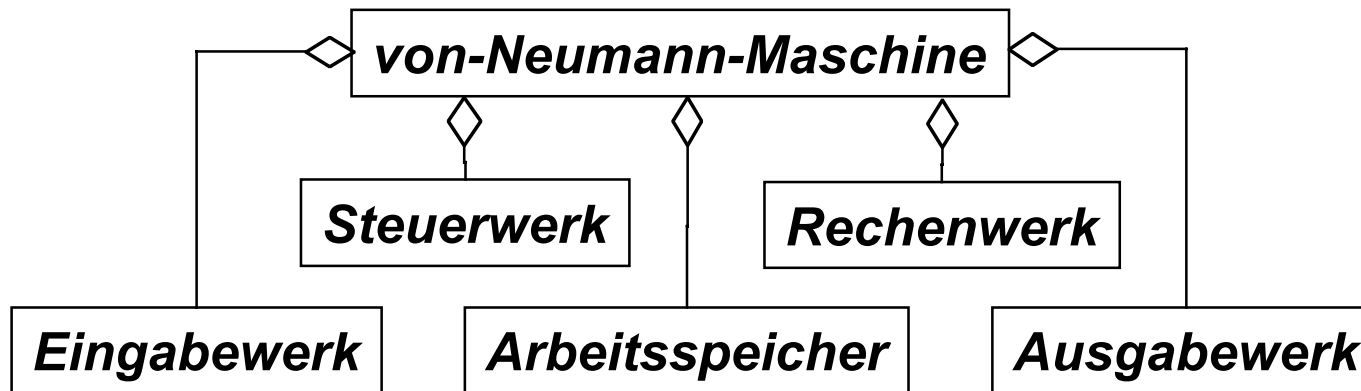 von-Neumann-Maschine
Steuerwerk
Rechenwerk
Eingabewerk
Arbeitsspeicher
Ausgabewerk